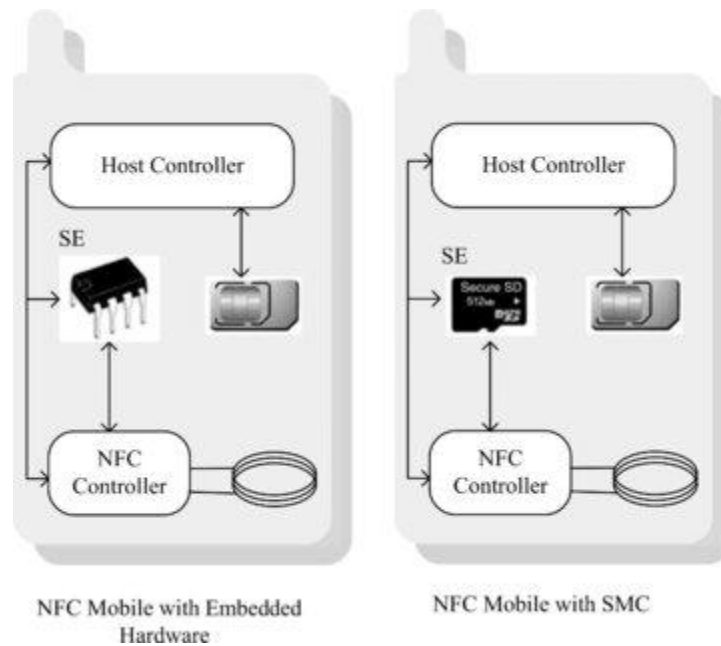 Host Controller
SE
NFC
Controller
NFC Mobile with Embedded
Hardware
Host Controller
SE
Secure SD
512
NFC
Controller
NFC Mobile with SMC